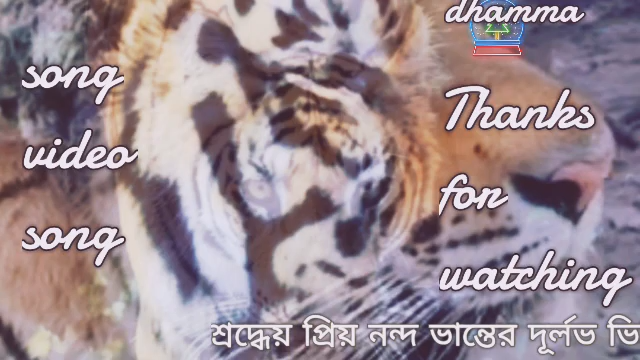 dhamma
song
video
song
Thanks
for
watching
শ্রদ্ধেয় প্রিয় নন্দ ভান্তের দূর্লভ ভি